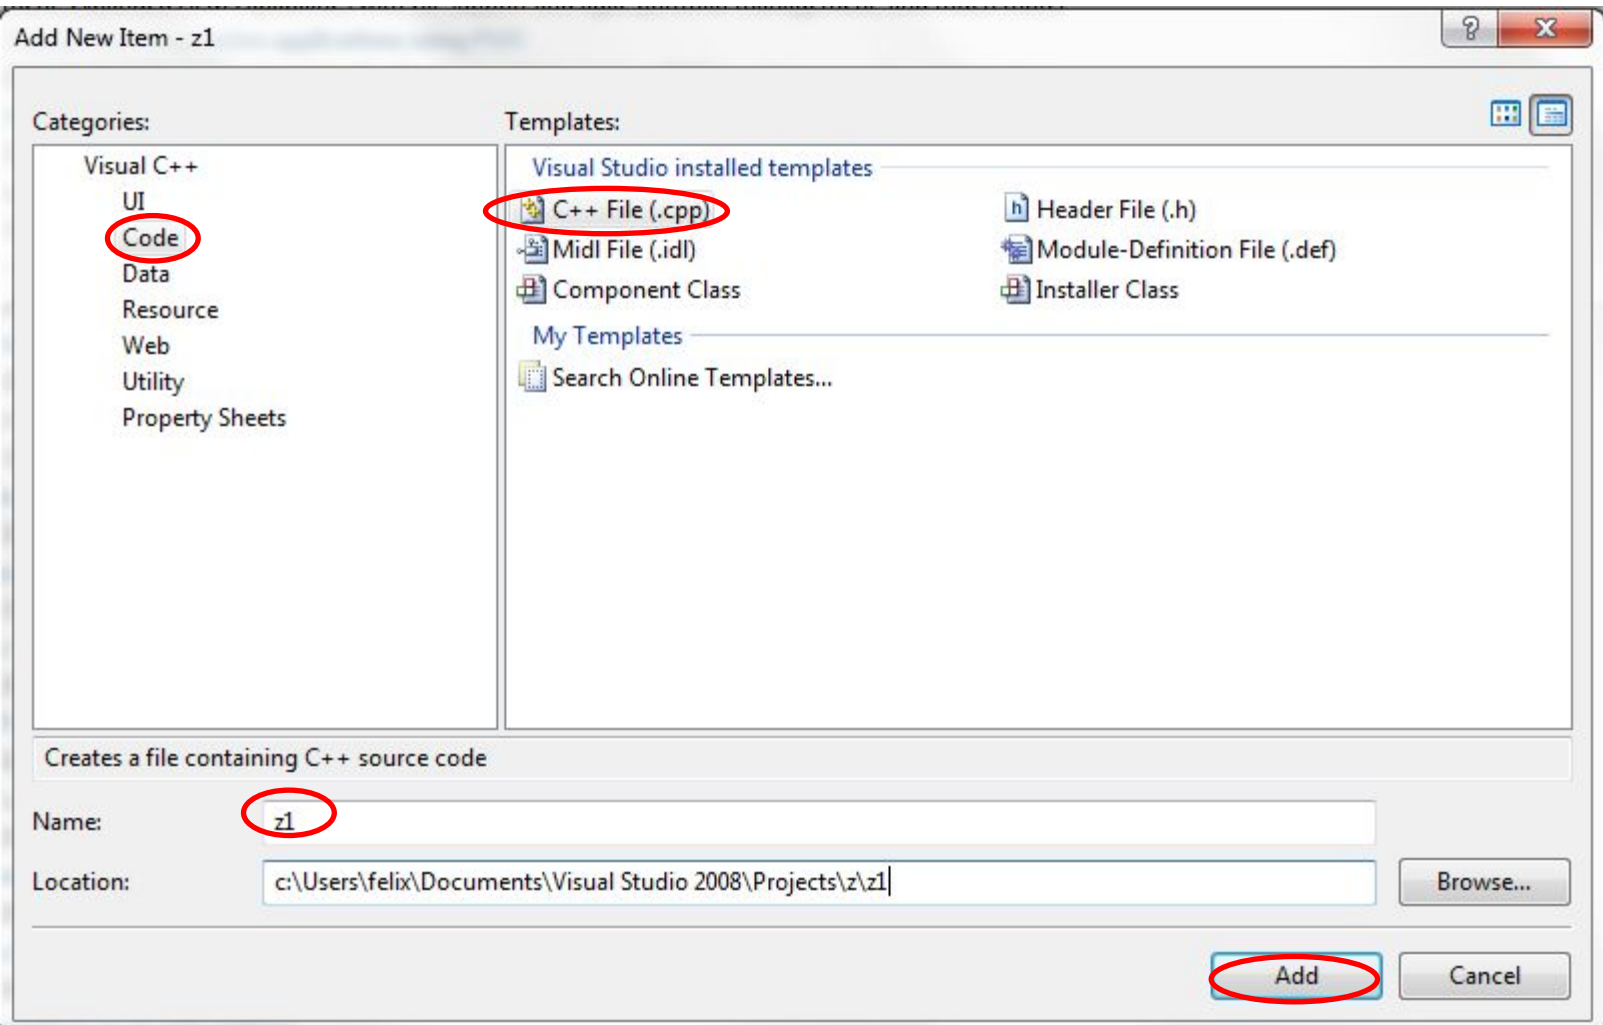 Add New Item - z1
Categories:
Templates:
Visual C++
UI
Code
Data
Resource
Web
Utility
Property Sheets
Visual Studio installed templates
C++ File (.cpp)
Header File (.h)
Midl File (.idl)
Module-Definition File (.def)
Component Class
Installer Class
My Templates
Search Online Templates...
Creates a file containing C++ source code
Name:
z1
Location:
c:\Users\felix\Documents\Visual Studio 2008\Projects\z\z1
Browse...
Add
Cancel